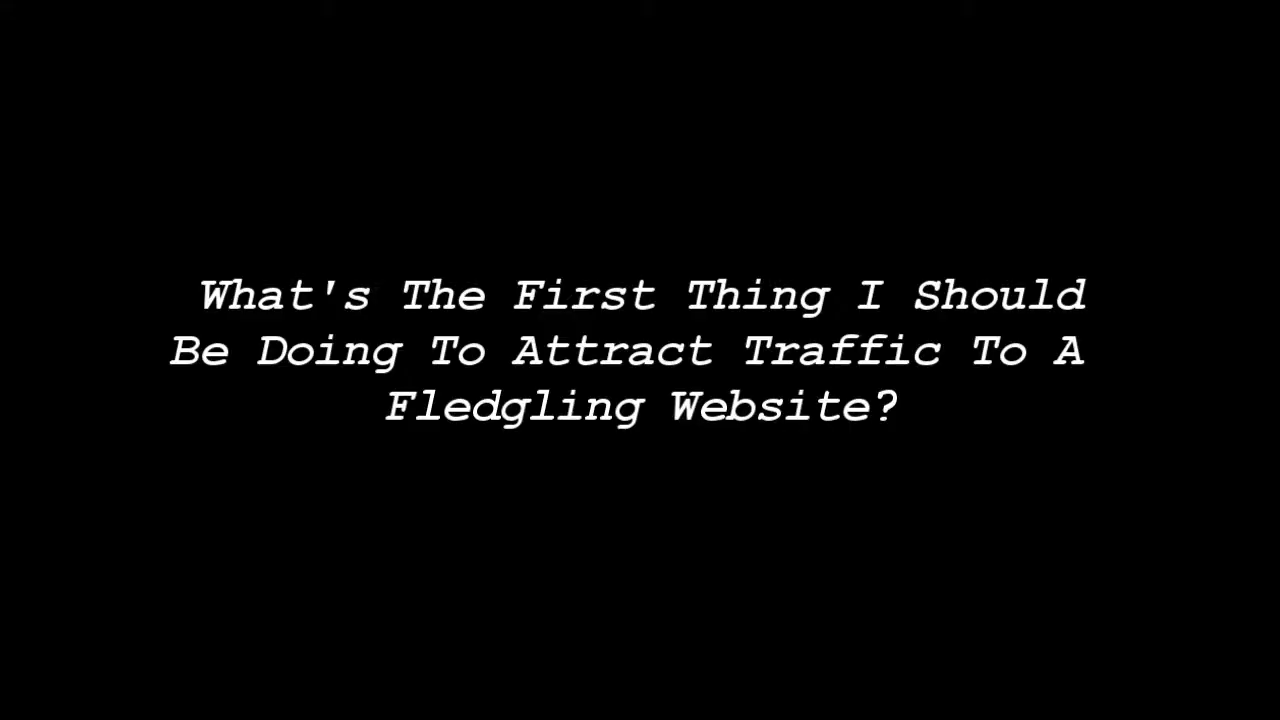 What's The First Thing I Should
Be Doing To Attract Traffic To A
Fledgling Website?